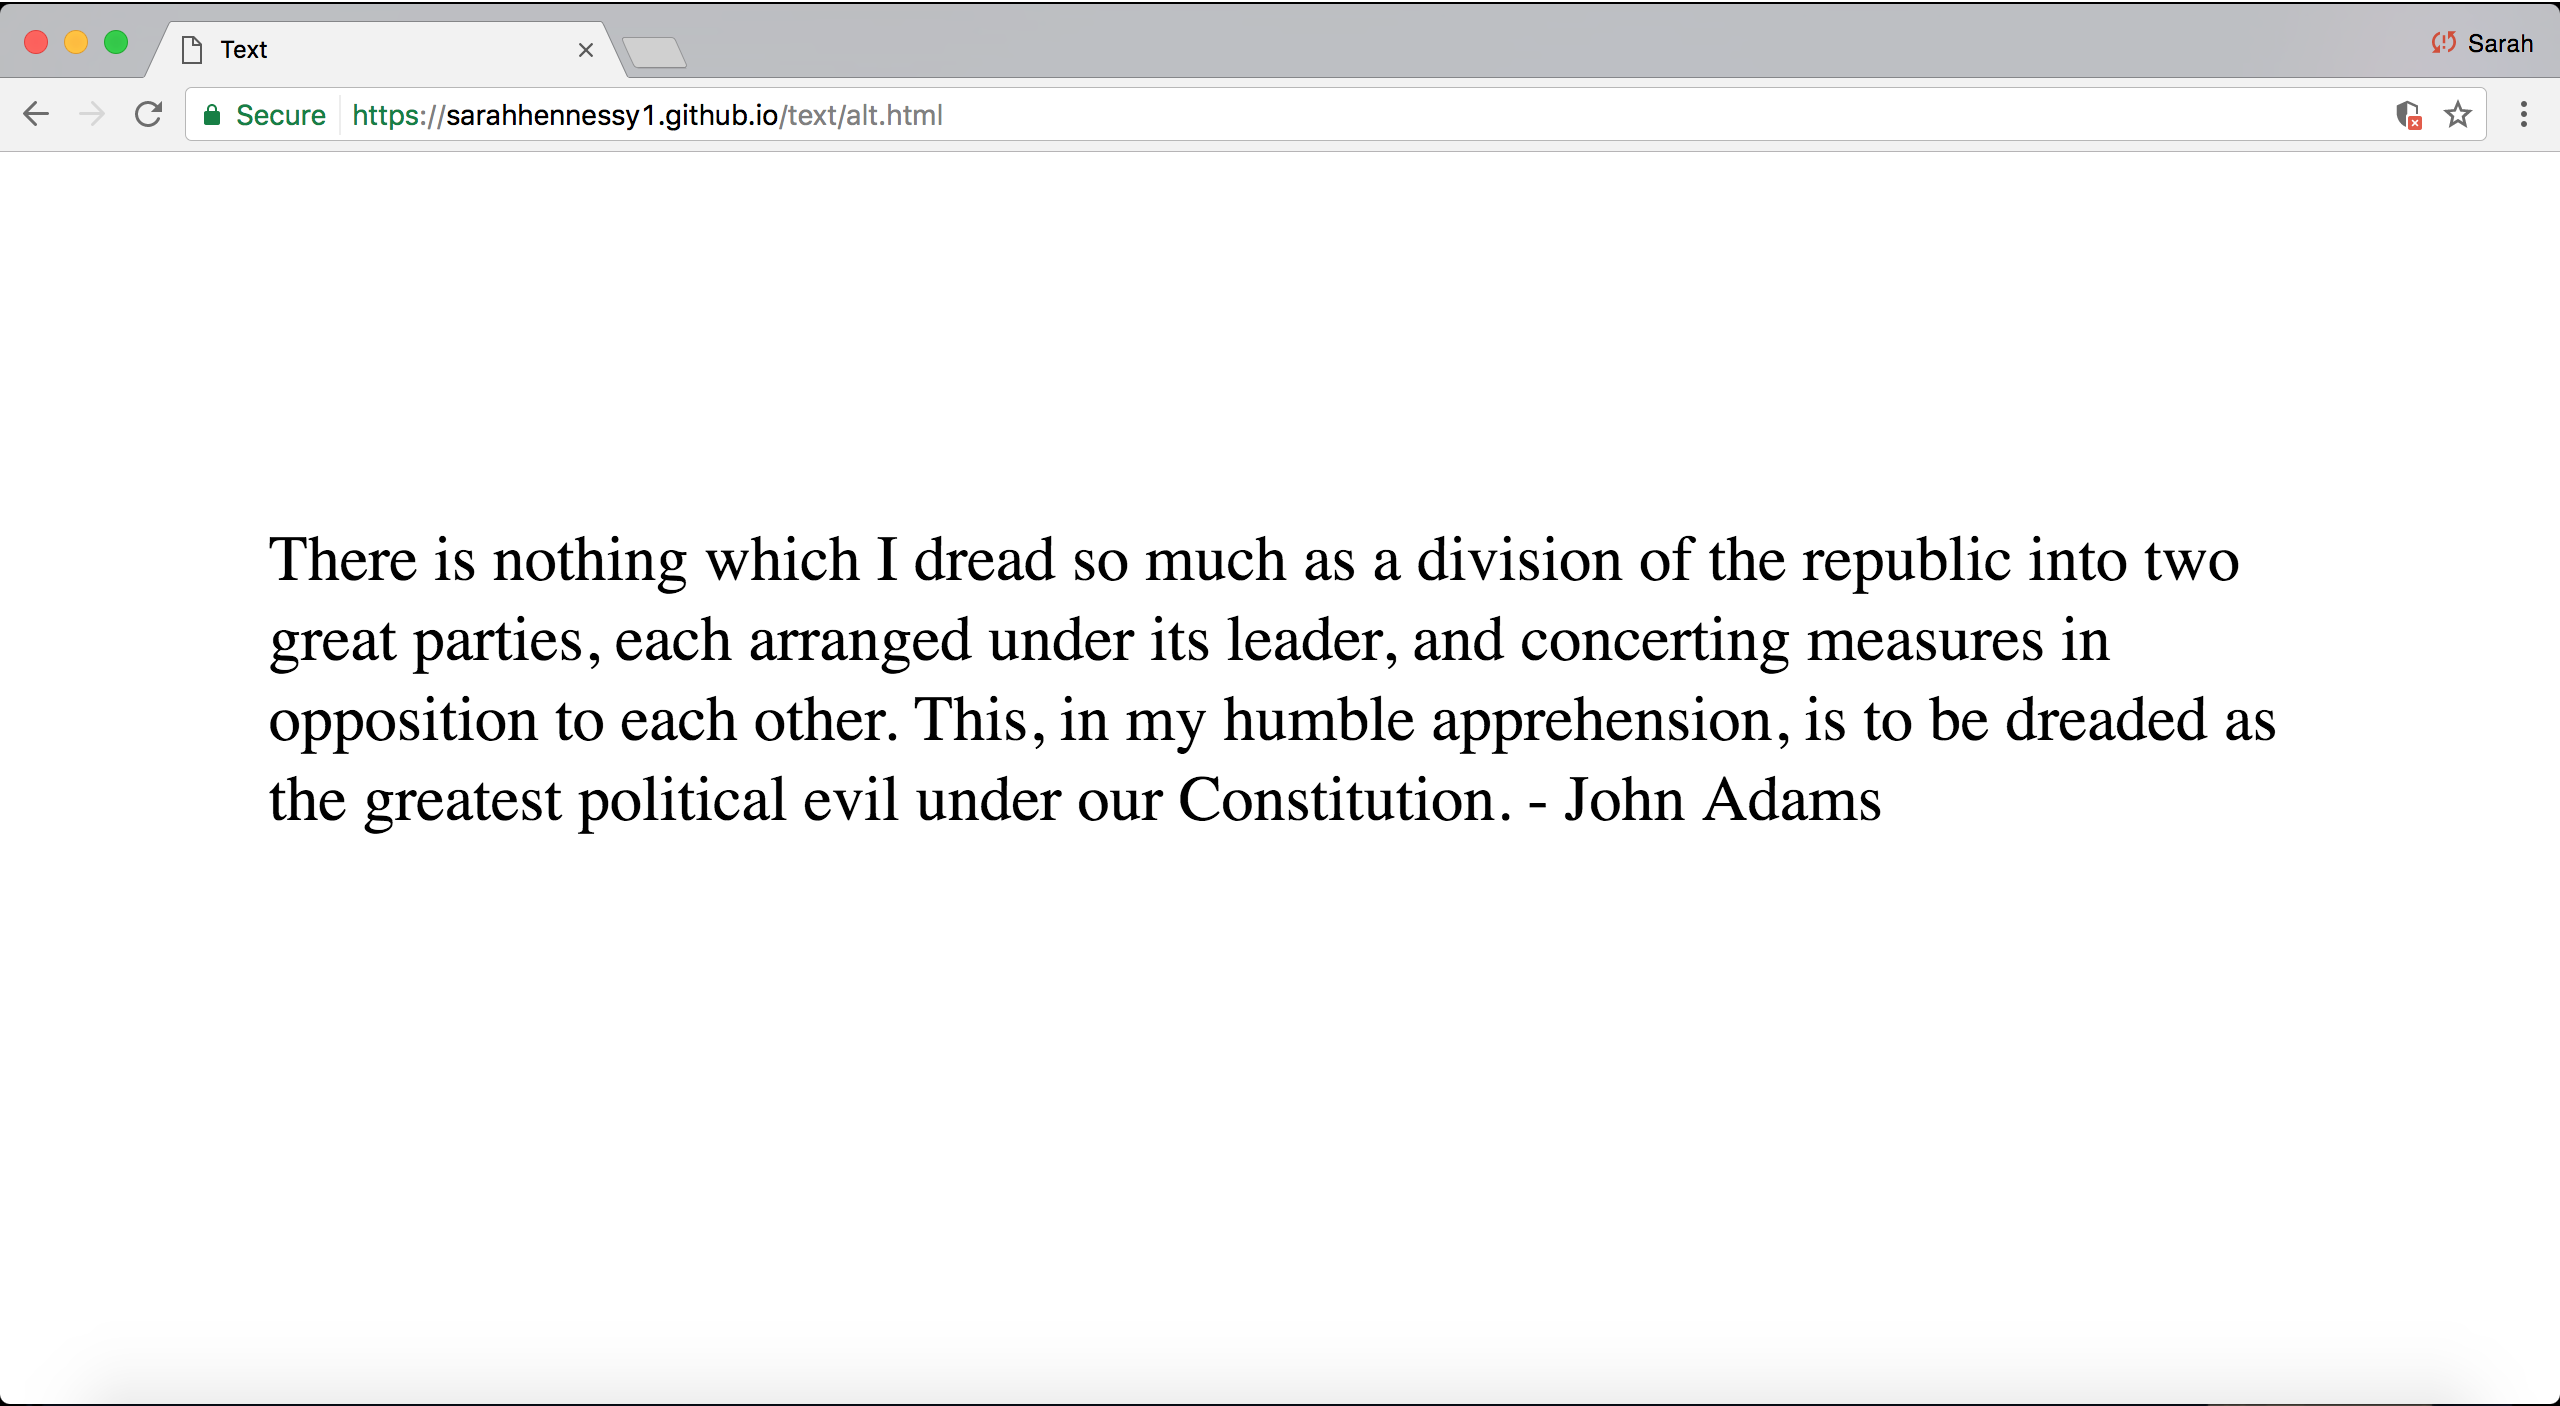 Text
Sarah
Secure
https://sarahhennessy1.github.io/text/alt.html
There is nothing which I dread so much as a division of the republic into two
great parties, each arranged under its leader, and concerting measures in
opposition to each other. This, in my humble apprehension, is to be dreaded as
the greatest political evil under our Constitution. - John Adams